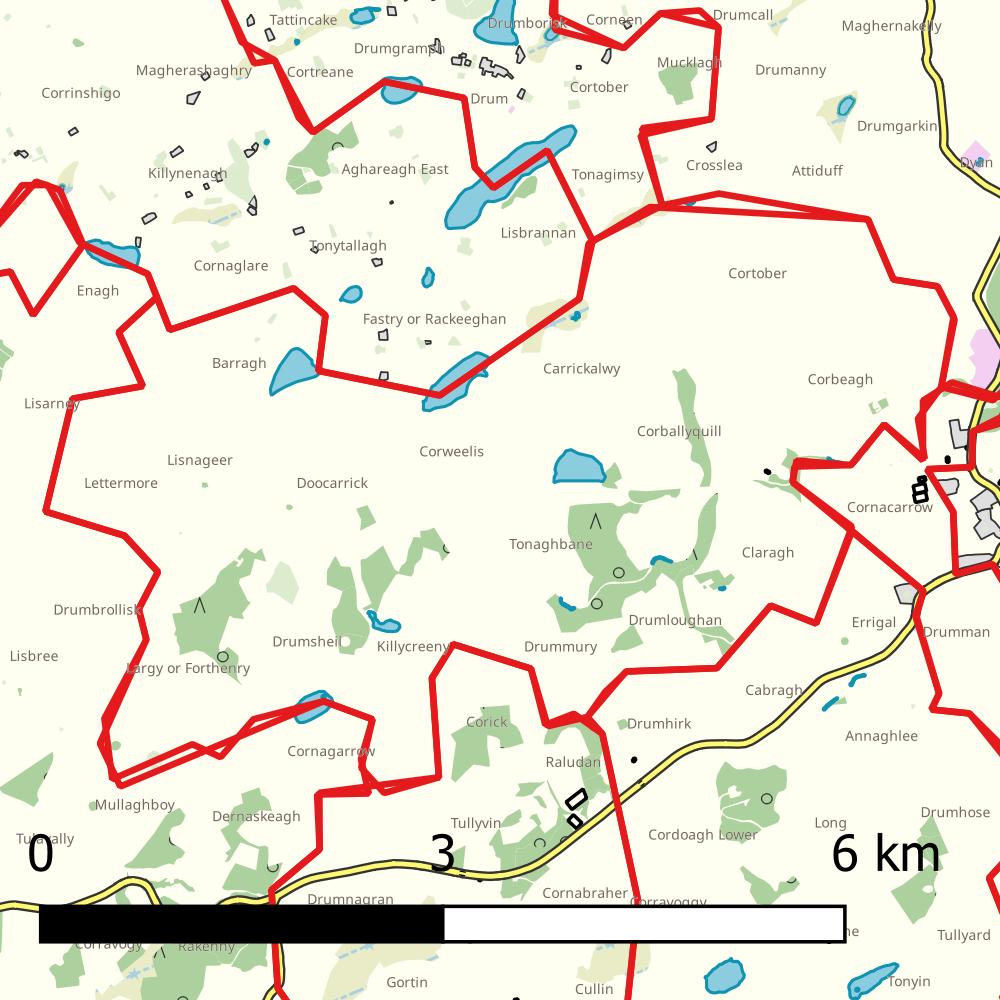 Tattincake
Drumborisk
Corneen
Drumcall
Maghernakelly
Drumgramph
Magherashaghry
Cortreane
Mucklagh
Drumanny
Corrinshigo
Drum
Cortober
Drumgarkin
Killynenagh
Aghareagh East
Tonagimsy
Crosslea
Attiduff
Dyan
Lisbrannan
Tonytallagh
Cornaglare
Cortober
Enagh
Fastry or Rackeeghan
Barragh
Carrickalwy
Corbeagh
Lisarney
Corballyquill
Corweelis
Lisnageer
Lettermore
Doocarrick
Cornacarrow
Tonaghbane
Claragh
Drumbrollisk
Drumloughan
Errigal
Drumman
Drumsheil
Killycreeny
Drummury
Lisbree
Largy or Forthenry
Cabragh
Corick
Drumhirk
Annaghlee
Cornagarrow
Raludan
Mullaghboy
Dernaskeagh
Tullyvin
Cordoagh Lower
Long
Drumhose
0
3
6 km
Drumnagran
Cornabraher
Corravoggy
Tullyard
Corravogy
Rakenny
Gortin
Cullin
Tonyin